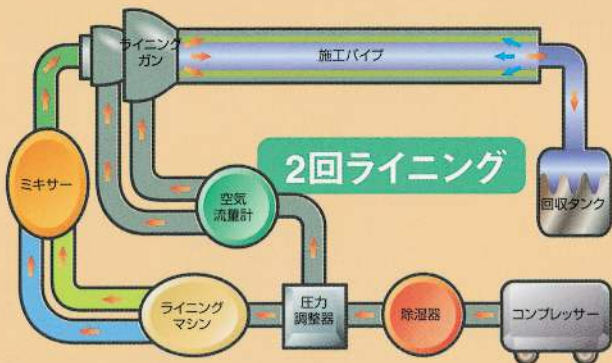 ライニング
ガン
施工パイプ
2回ライニング
ミキサー
空気
流量計
回収タンク
ライニング
マシン
圧力
調整器
除湿器
コンプレッサー